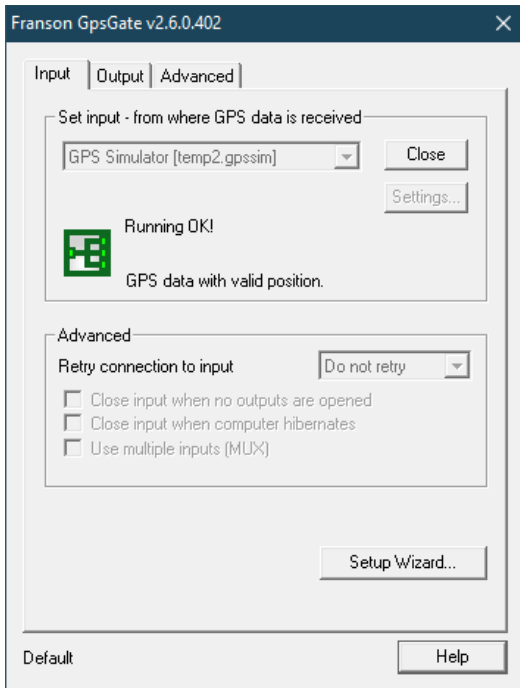 Franson GpsGate v2.6.0.402
Input Output Advanced
Set input - from where GPS data is received
GPS Simulator [temp2.gpssim] Close
Settings...
Running OK!
GPS data with valid position.
Advanced
Retry connection to input Do not retry
Close input when no outputs are opened
Close input when computer hibernates
Use multiple inputs (MUX)
Setup Wizard...
Default Help